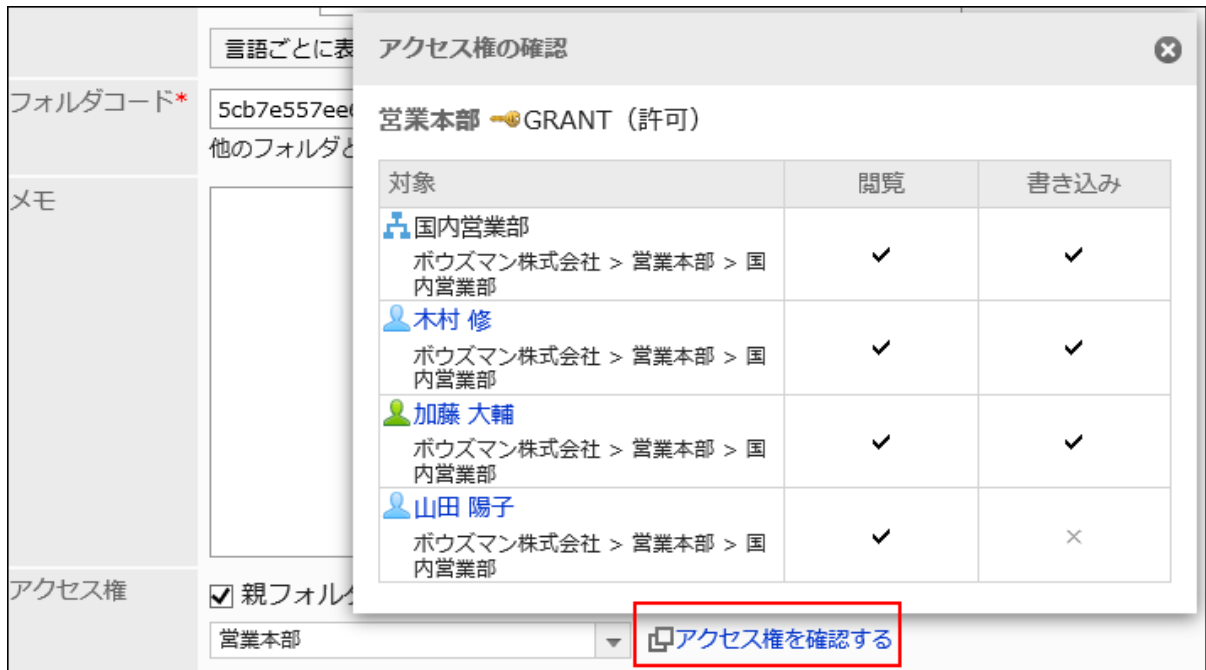 アクセス権の確認
言語ごとに表
フォルダコード*
5cb7e557ee
営業本部 GRANT（許可）
他のフォルダと
対象 閲覧 書き込み
メモ
国内営業部
ボウズマン株式会社 > 営業本部 > 国
内営業部
木村 修
ボウズマン株式会社 > 営業本部 > 国
内営業部
加藤 大輔
ボウズマン株式会社 > 営業本部 > 国
内営業部
山田 陽子
ボウズマン株式会社 > 営業本部 > 国
内営業部
アクセス権
親フォル
営業本部
アクセス権を確認する